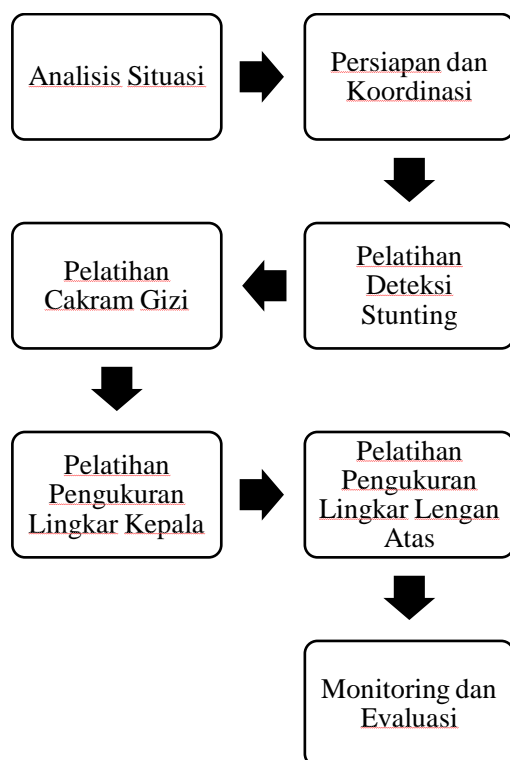 Analisis Situasi
Persiapan dan
Koordinasi
Pelatihan
Deteksi
Stunting
Pelatihan
Cakram Gizi
Pelatihan
Pengukuran
Lingkar Kepala
Pelatihan
Pengukuran
Lingkar Lengan
Atas
Monitoring dan
Evaluasi